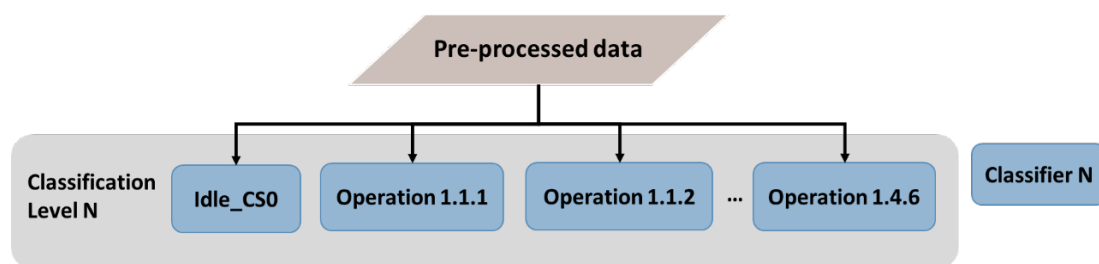 Pre-processed data
Classification
Level N
Idle_CS0
Operation 1.1.1
Operation 1.1.2
...
Operation 1.4.6
Classifier N